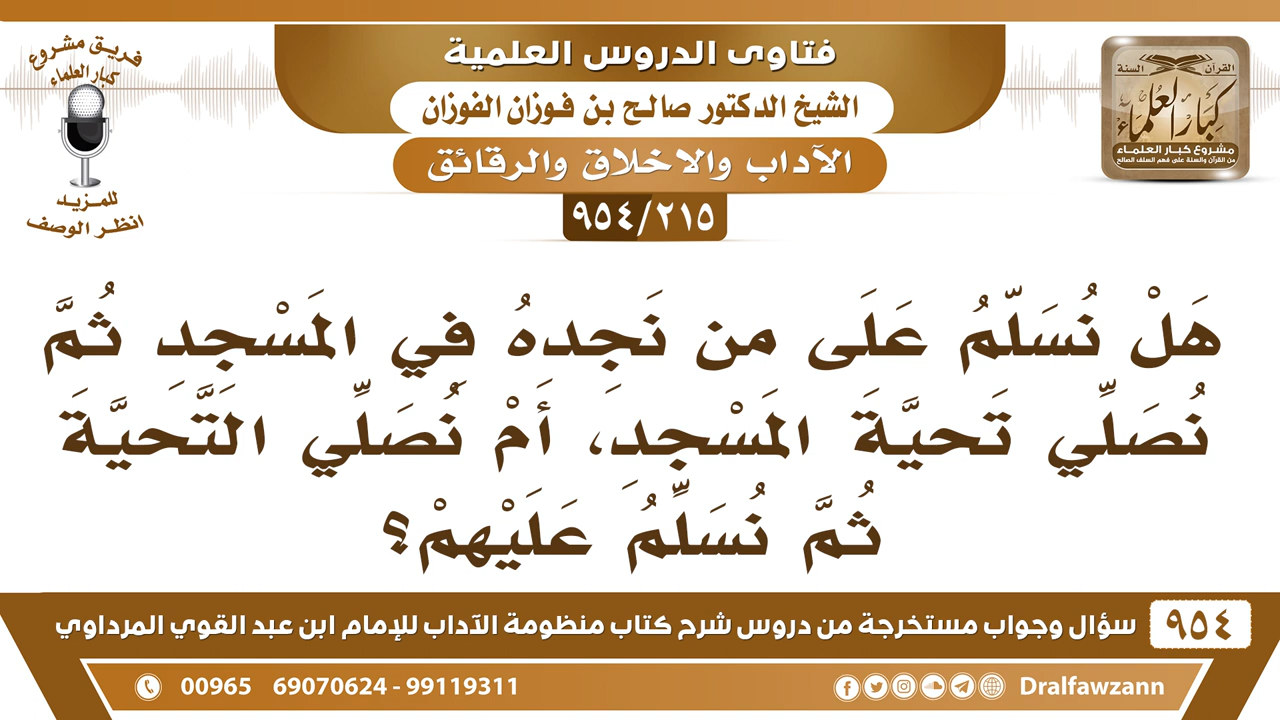 فريق مشروع
كبار العلماء
للمزيد
انظر الوصف
فتاوى الدروس العلمية
الشيخ الدكتور صالح بن فوزان الفوزان
الآداب والاخلاق والرقائق
٩٥٤/٢١٥
القرآن السنة
كبار العلماء
مشروع كبار العلماء
من القرآن والسنة على فهم السلف الصالح
هَلْ نُسَلِّمُ عَلَى من نَجِدهُ في المَسْجِدِ ثُمَّ
نُصَلِّي تَحيَّةَ المَسْجِدِ، أَمْ نُصَلِّي التَّحيَّةَ
ثُمَّ نُسَلِّمُ عَلَيْهمْ؟
٩٥٤ سؤال وجواب مستخرجة من دروس شرح كتاب منظومة الآداب للإمام ابن عبد القوي المرداوي
00965 69070624 - 99119311
Dralfawzann